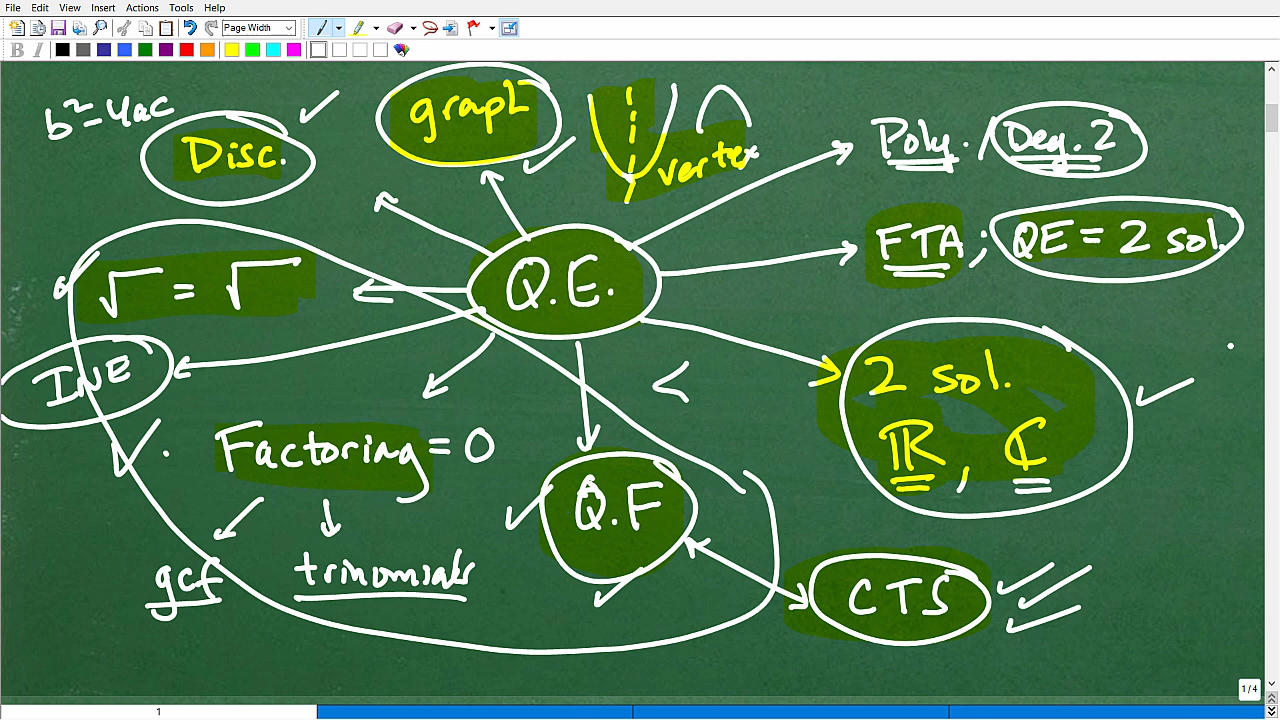 File Edit View Insert Actions Tools Help
Page Width
B I
b²-4ac
Disc.
graph
vertex
Poly. / Deg. 2
FTA ; QE = 2 sol.
Q.E.
√ = √
INE
<
2 sol.
ℝ, ℂ
Factoring = 0
Q.F
gcf
trinomials
CTS
1/4
1